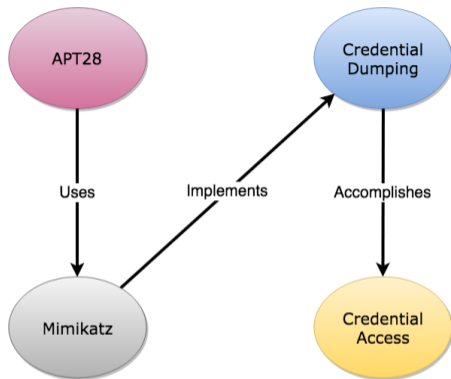 APT28
Credential
Dumping
Uses
Implements
Accomplishes
Mimikatz
Credential
Access